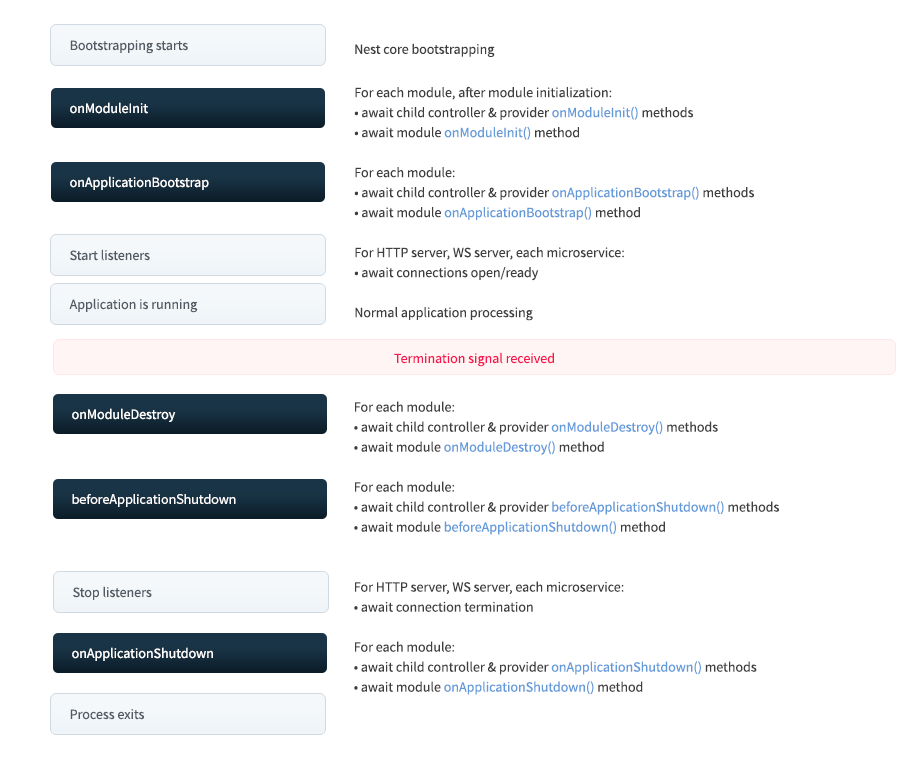 Bootstrapping starts
Nest core bootstrapping
onModuleInit
For each module, after module initialization:
• await child controller & provider onModuleInit() methods
• await module onModuleInit() method
onApplicationBootstrap
For each module:
• await child controller & provider onApplicationBootstrap() methods
• await module onApplicationBootstrap() method
Start listeners
For HTTP server, WS server, each microservice:
• await connections open/ready
Application is running
Normal application processing
Termination signal received
onModuleDestroy
For each module:
• await child controller & provider onModuleDestroy() methods
• await module onModuleDestroy() method
beforeApplicationShutdown
For each module:
• await child controller & provider beforeApplicationShutdown() methods
• await module beforeApplicationShutdown() method
Stop listeners
For HTTP server, WS server, each microservice:
• await connection termination
onApplicationShutdown
For each module:
• await child controller & provider onApplicationShutdown() methods
• await module onApplicationShutdown() method
Process exits